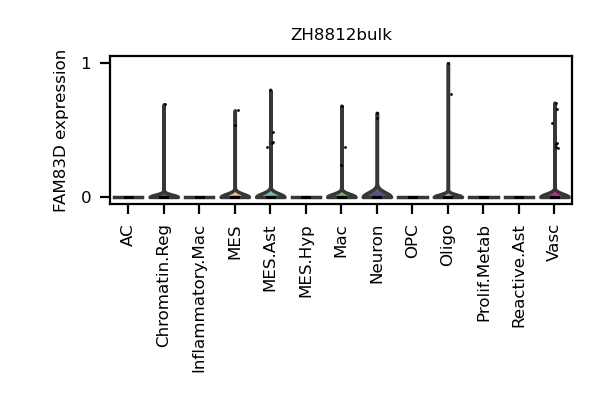 ZH8812bulk
FAM83D expression
1
0
AC
Chromatin.Reg
Inflammatory.Mac
MES
MES.Ast
MES.Hyp
Mac
Neuron
OPC
Oligo
Prolif.Metab
Reactive.Ast
Vasc